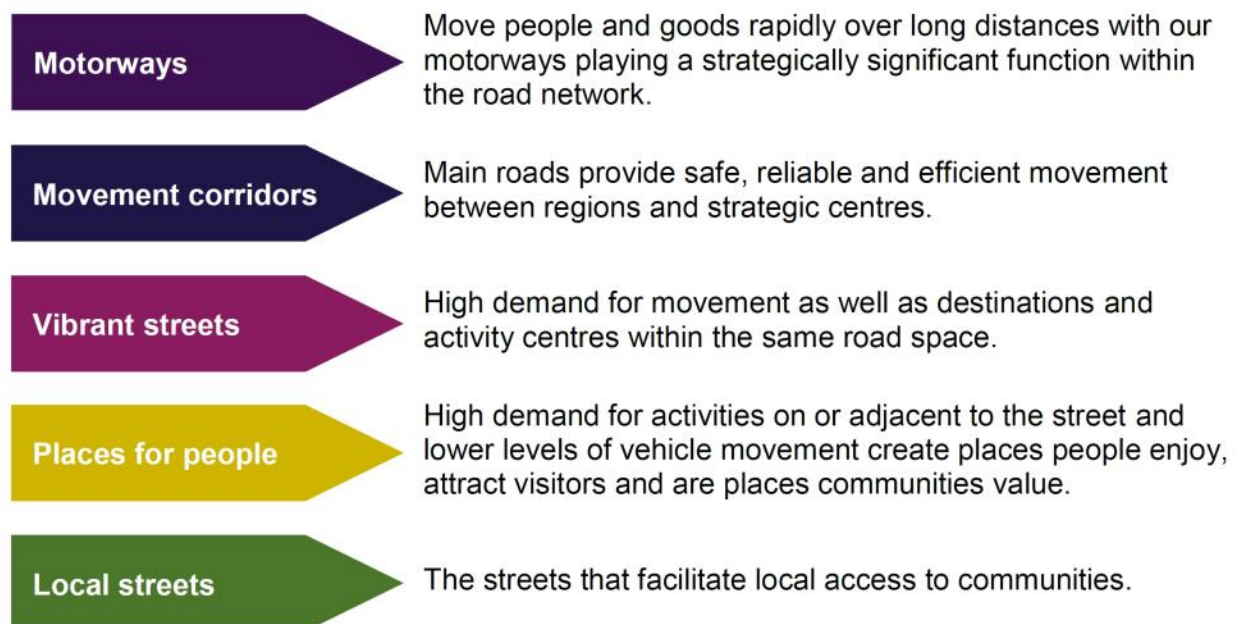 Motorways
Move people and goods rapidly over long distances with our
motorways playing a strategically significant function within
the road network.
Movement corridors
Main roads provide safe, reliable and efficient movement
between regions and strategic centres.
Vibrant streets
High demand for movement as well as destinations and
activity centres within the same road space.
Places for people
High demand for activities on or adjacent to the street and
lower levels of vehicle movement create places people enjoy,
attract visitors and are places communities value.
Local streets
The streets that facilitate local access to communities.